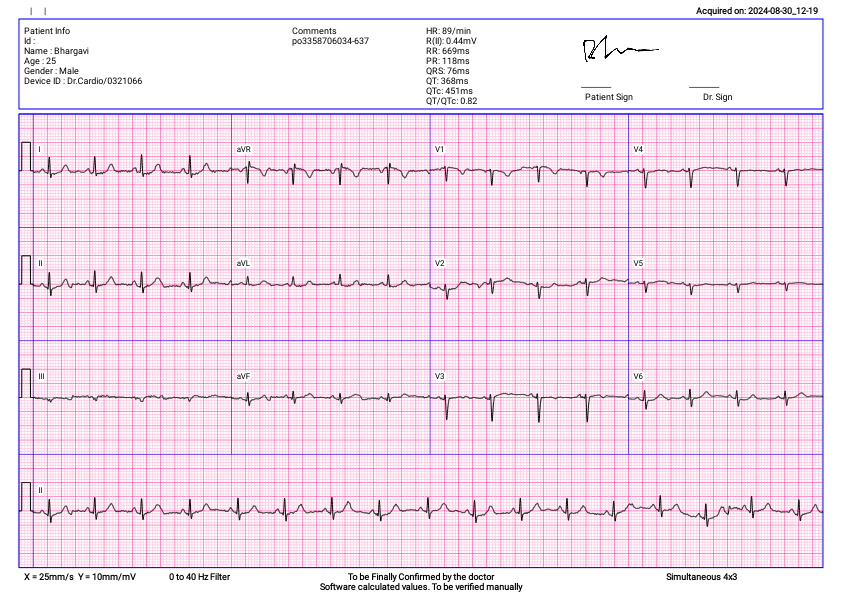 Acquired on: 2024-08-30_12-19
Patient Info
Id :
Name : Bhargavi
Age : 25
Gender : Male
Device ID : Dr.Cardio/0321066
Comments
po3358706034-637
HR: 89/min
R(II): 0.44mV
RR: 669ms
PR: 118ms
QRS: 76ms
QT: 368ms
QTc: 451ms
QT/QTc: 0.82
Patient Sign
Dr. Sign
I
aVR
V1
V4
II
aVL
V2
V5
III
aVF
V3
V6
II
X = 25mm/s Y = 10mm/mV
0 to 40 Hz Filter
To be Finally Confirmed by the doctor
Software calculated values. To be verified manually
Simultaneous 4x3